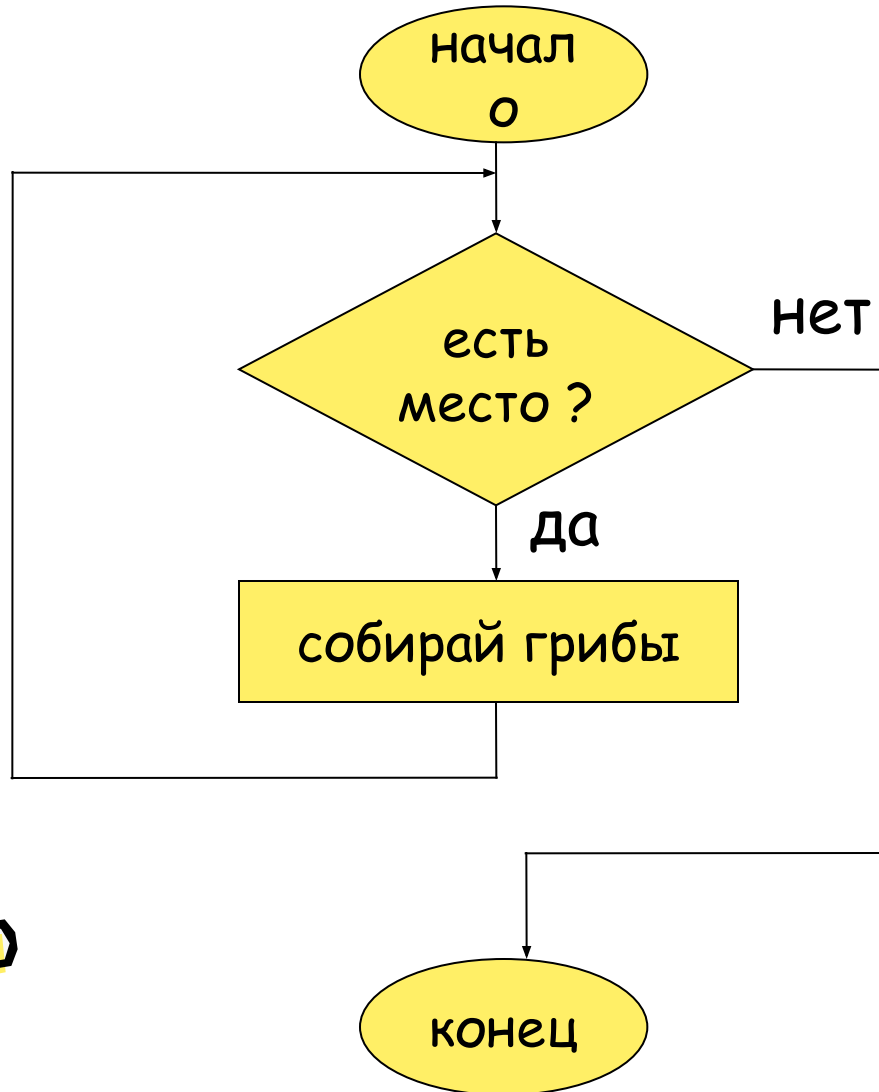 начал
о
нет
есть
место ?
да
собирай грибы
конец